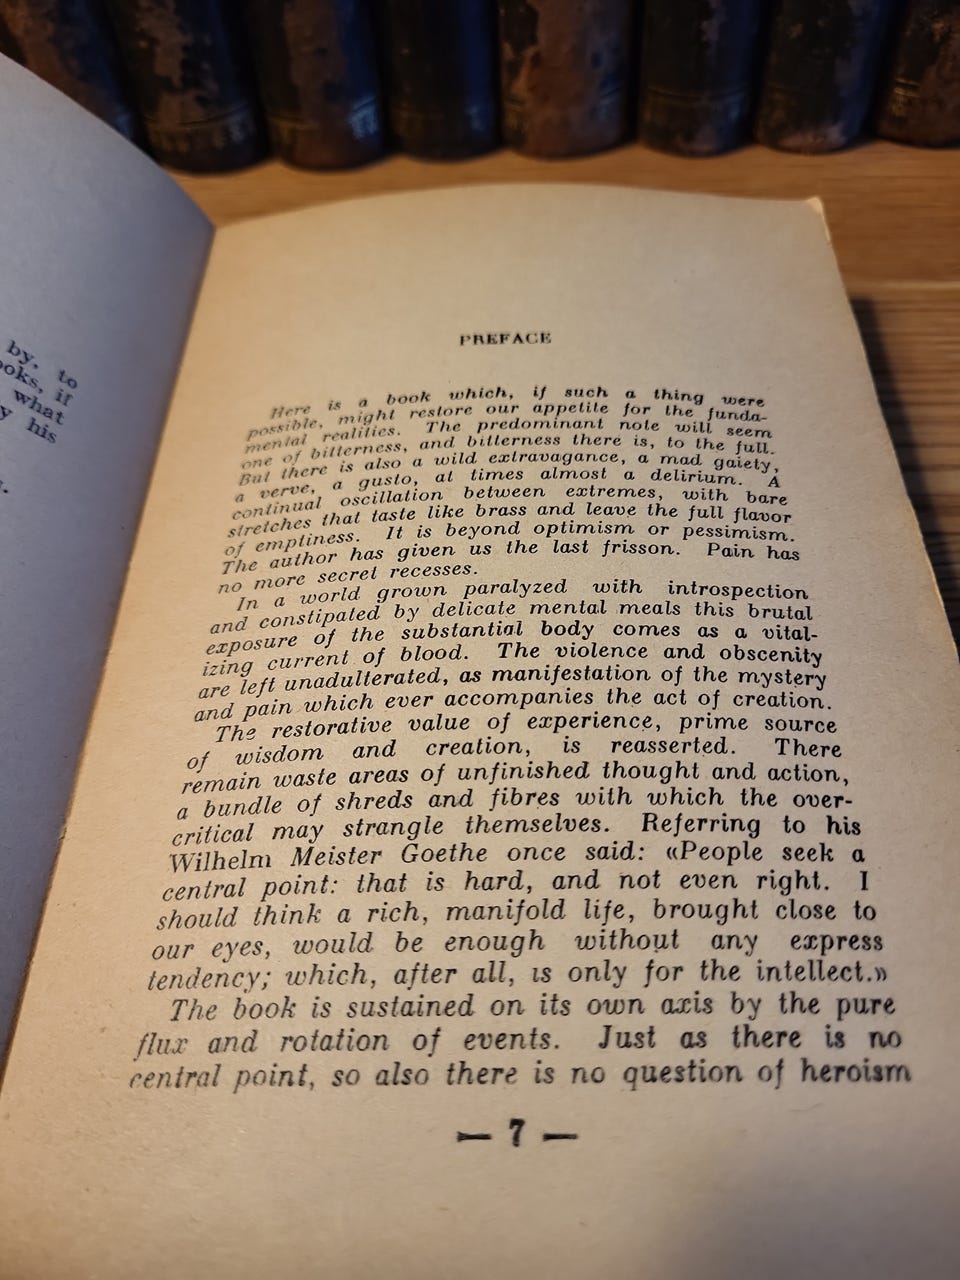 by, to
ooks, if
what
y his
PREFACE
Here is a book which, if such a thing were
possible, might restore our appetite for the funda-
mental realities. The predominant note will seem
one of bitterness, and bitterness there is, to the full.
But there is also a wild extravagance, a mad gaiety,
a verve, a gusto, at times almost a delirium. A
continual oscillation between extremes, with bare
stretches that taste like brass and leave the full flavor
of emptiness. It is beyond optimism or pessimism.
The author has given us the last frisson. Pain has
no more secret recesses.
In a world grown paralyzed with introspection
and constipated by delicate mental meals this brutal
exposure of the substantial body comes as a vital-
izing current of blood. The violence and obscenity
are left unadulterated, as manifestation of the mystery
and pain which ever accompanies the act of creation.
The restorative value of experience, prime source
of wisdom and creation, is reasserted. There
remain waste areas of unfinished thought and action,
a bundle of shreds and fibres with which the over-
critical may strangle themselves. Referring to his
Wilhelm Meister Goethe once said: «People seek a
central point: that is hard, and not even right. I
should think a rich, manifold life, brought close to
our eyes, would be enough without any express
tendency; which, after all, is only for the intellect.»
The book is sustained on its own axis by the pure
flux and rotation of events. Just as there is no
central point, so also there is no question of heroism
— 7 —